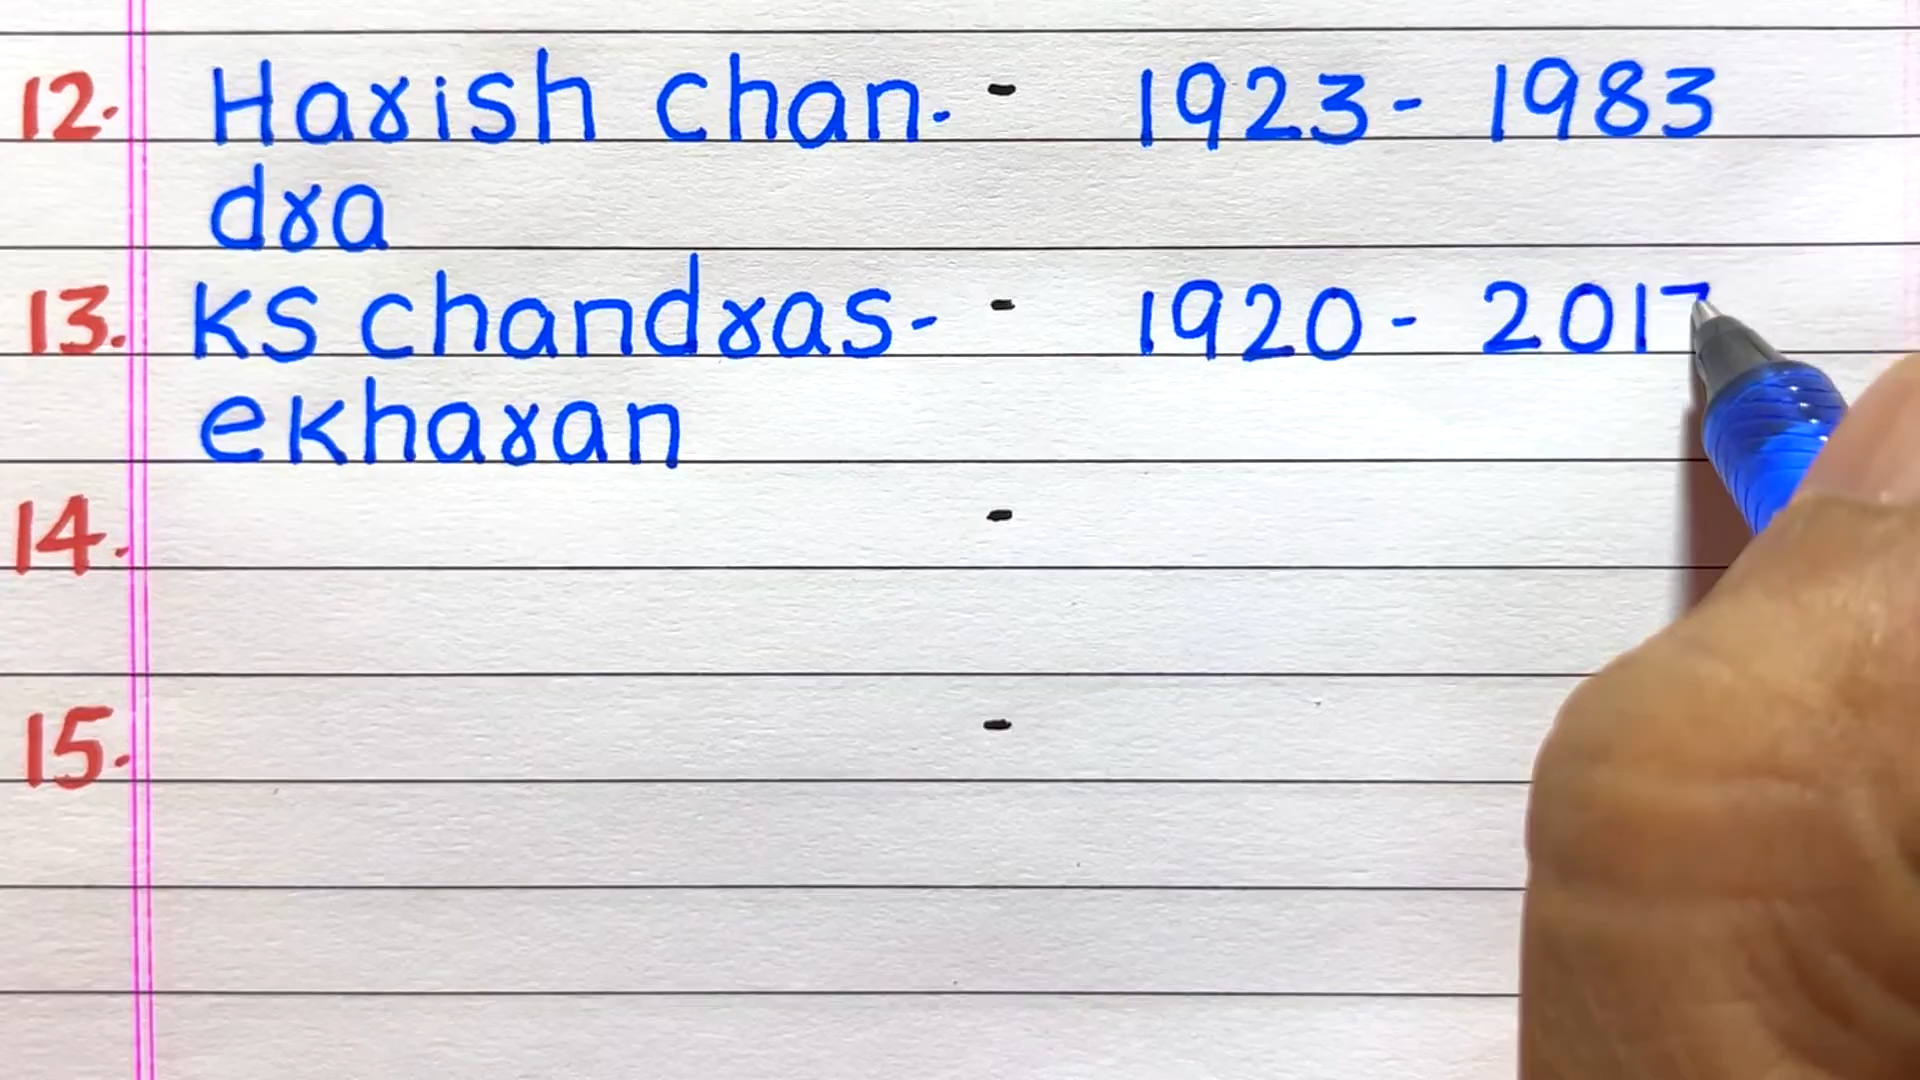 12. Harish chan- - 1923 - 1983
dra
13. KS chandras- - 1920 - 2017
ekharan
14. -
15. -